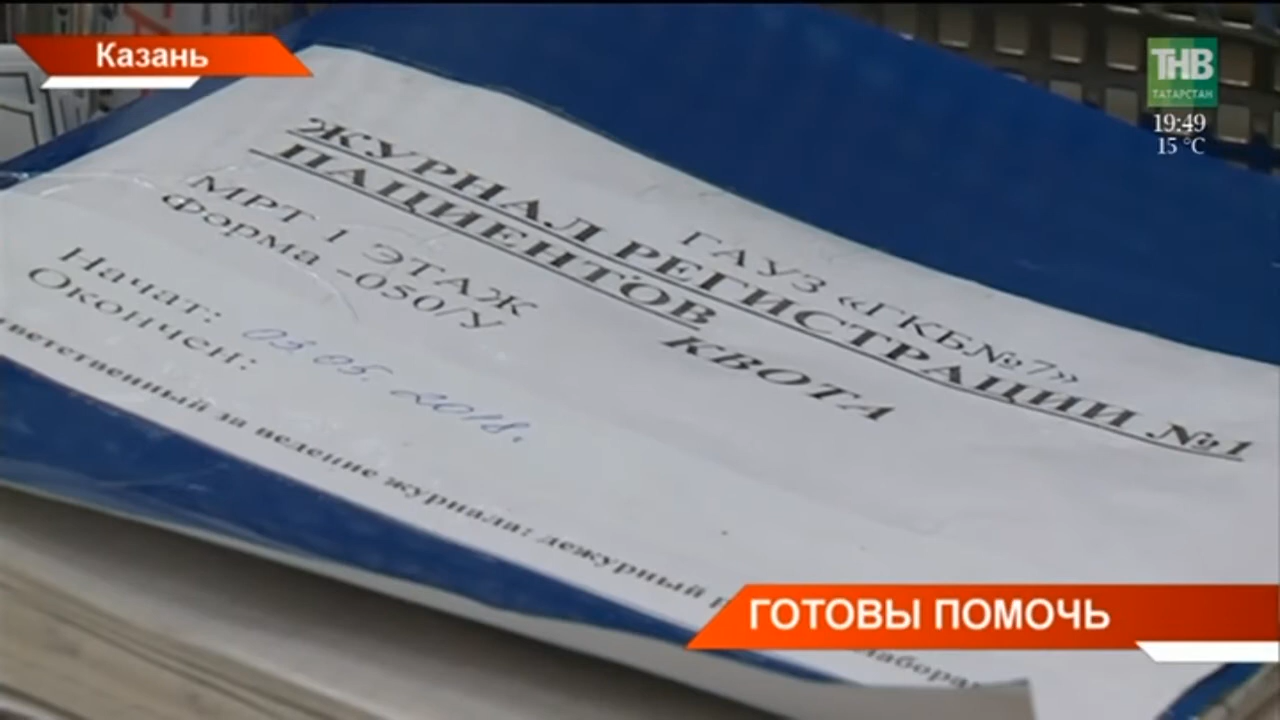 Казань
ТНВ
ТАТАРСТАН
19:49
15 °C
ГАУЗ «ГКБ№7»
ЖУРНАЛ РЕГИСТРАЦИИ №1
ПАЦИЕНТОВ КВОТА
МРТ 1 ЭТАЖ
Форма -050/У
Начат: 03.05.2018.
Окончен:
ответственный за ведение журнала: дежурный
ГОТОВЫ ПОМОЧЬ